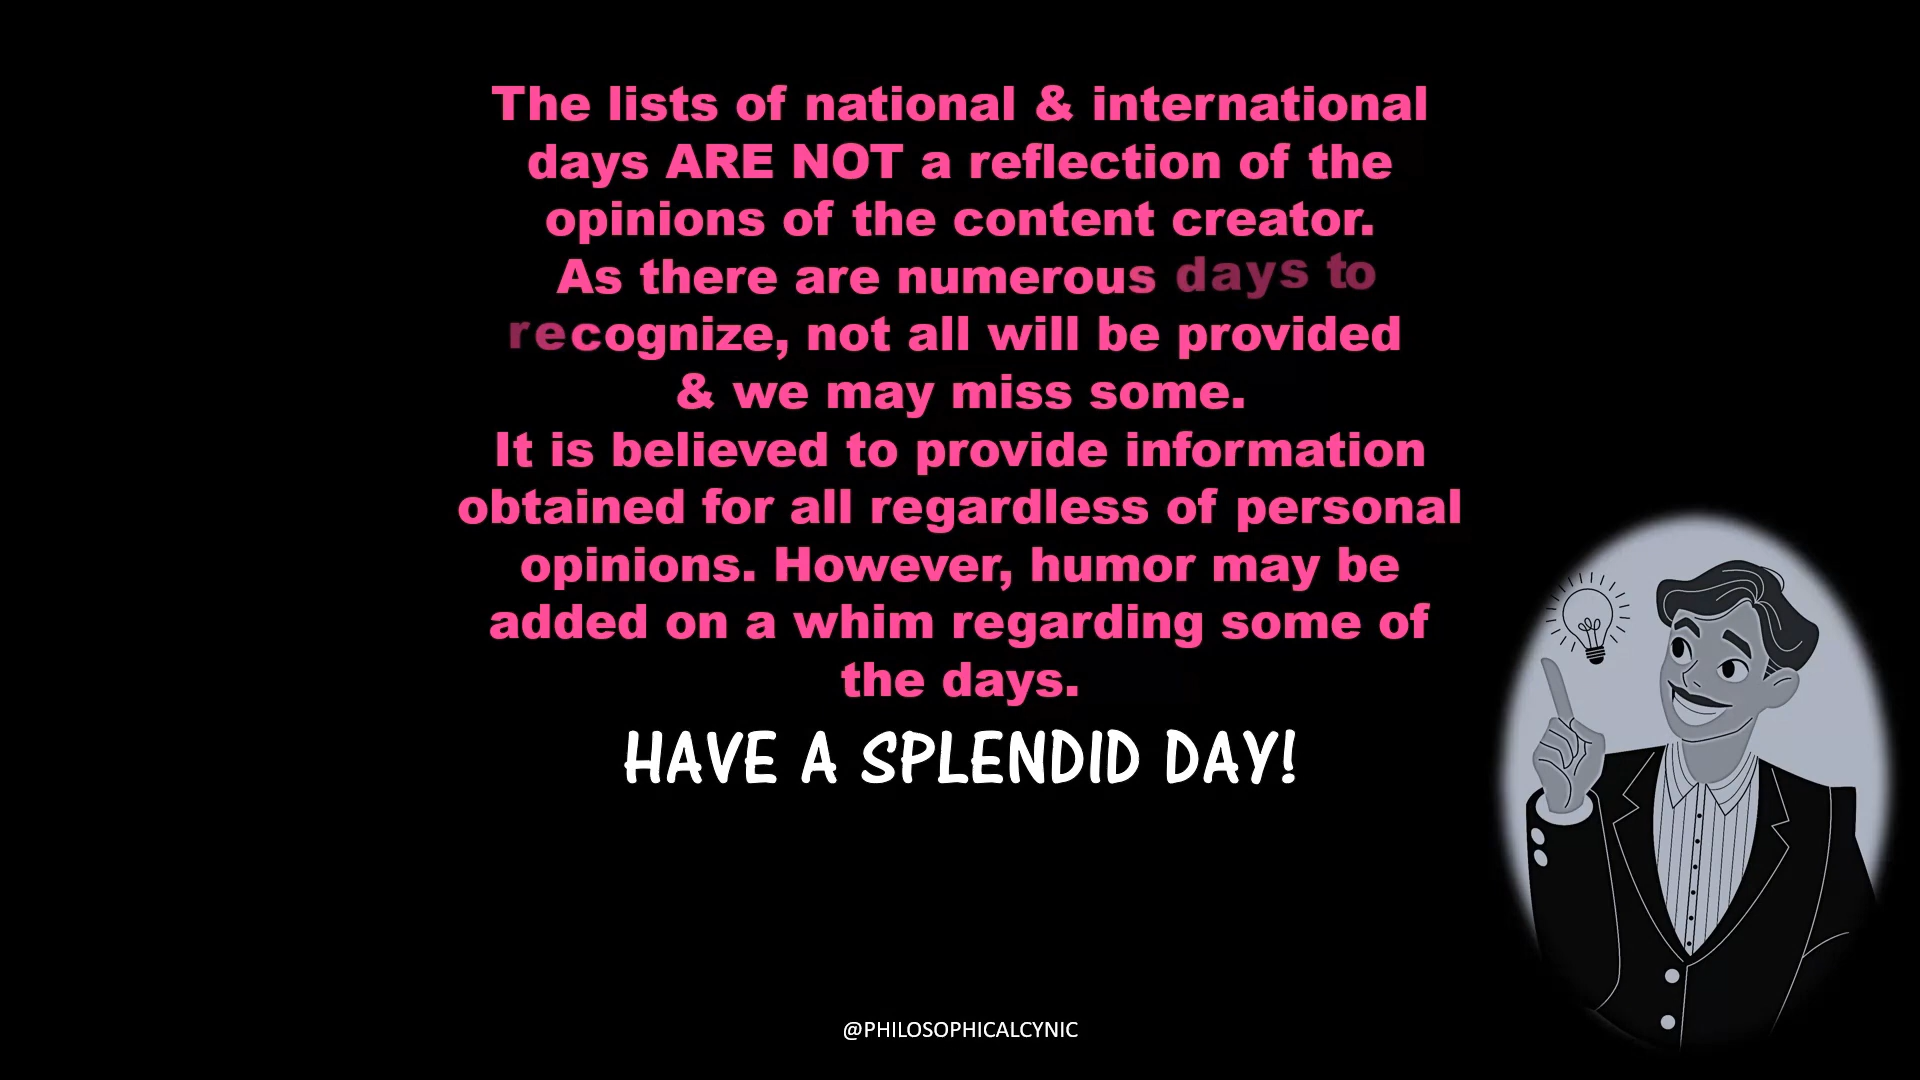 The lists of national & international
days ARE NOT a reflection of the
opinions of the content creator.
As there are numerous days to
recognize, not all will be provided
& we may miss some.
It is believed to provide information
obtained for all regardless of personal
opinions. However, humor may be
added on a whim regarding some of
the days.
HAVE A SPLENDID DAY!
@PHILOSOPHICALCYNIC